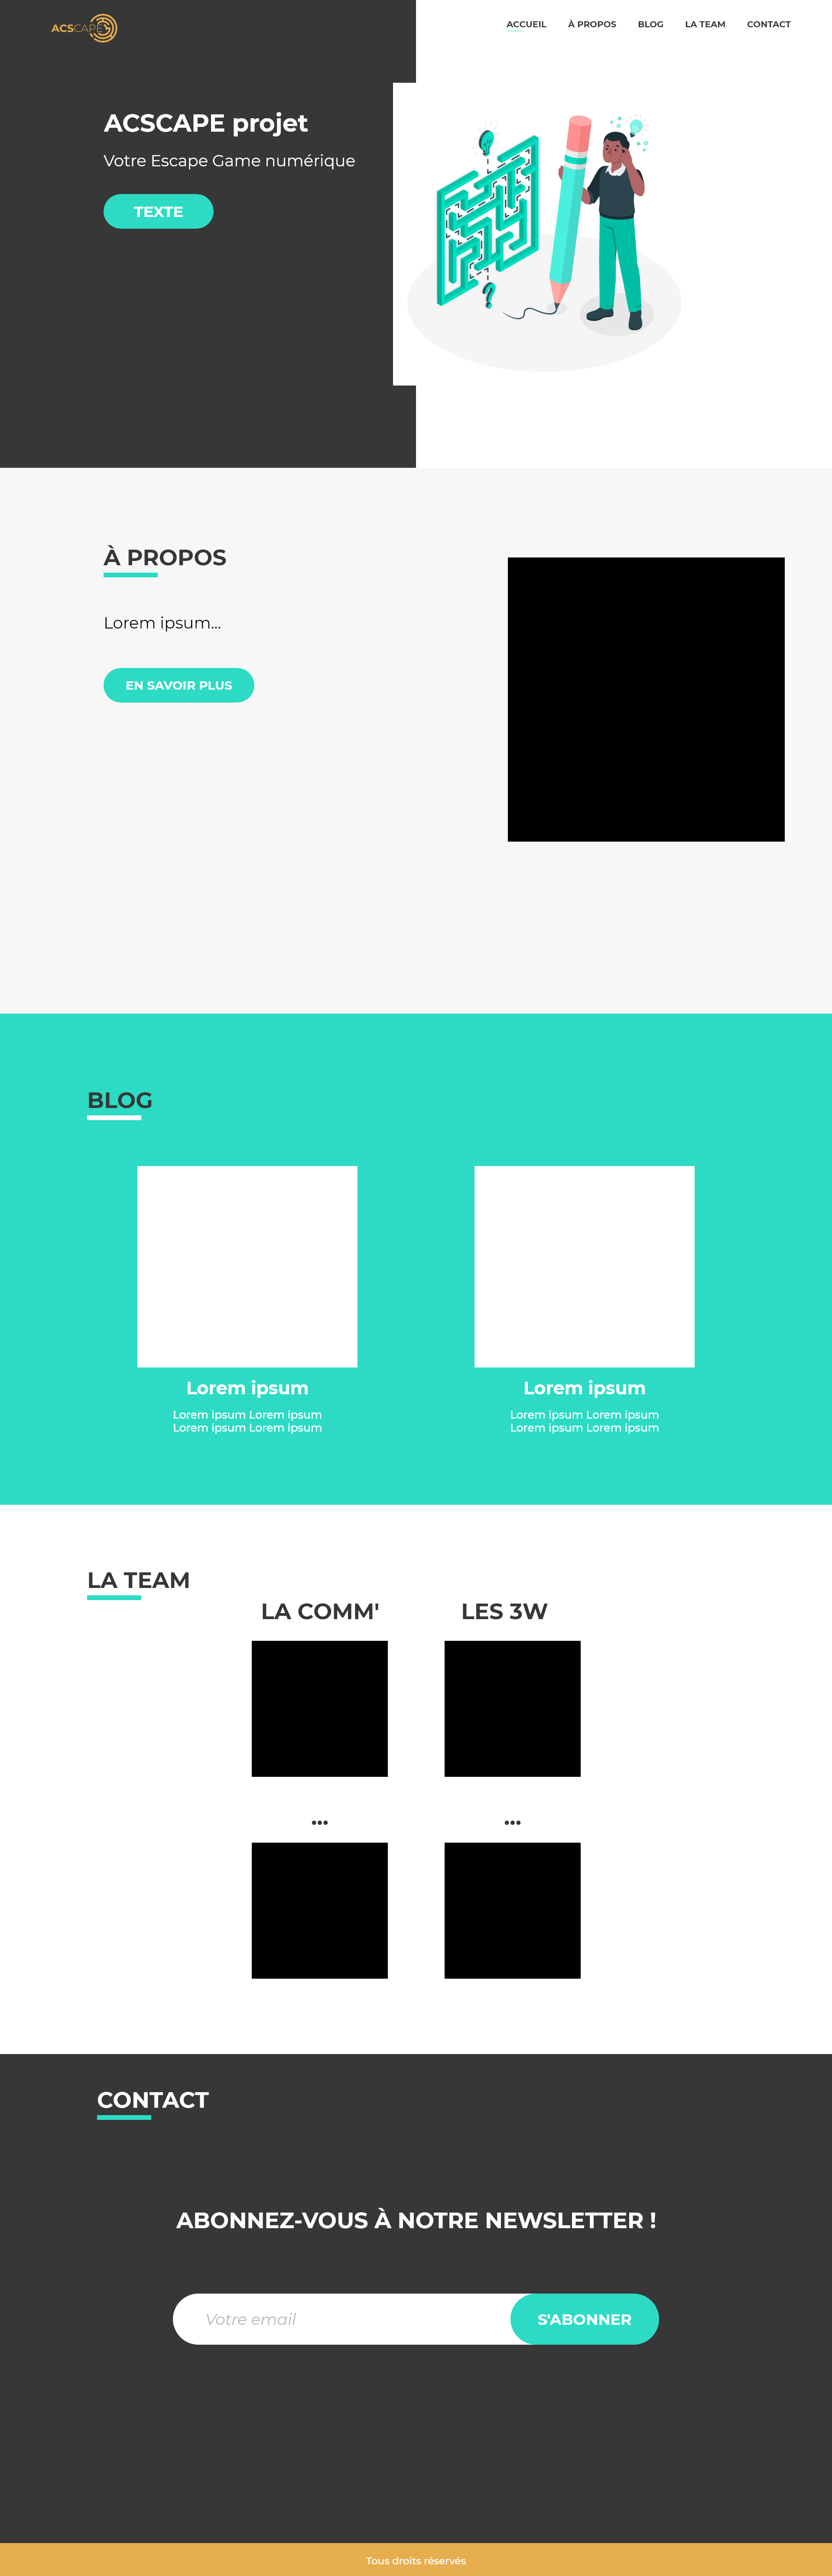 ACSCAPE
ACCUEIL
À PROPOS
BLOG
LA TEAM
CONTACT
ACSCAPE projet
Votre Escape Game numérique
TEXTE
À PROPOS
Lorem ipsum...
EN SAVOIR PLUS
BLOG
Lorem ipsum
Lorem ipsum Lorem ipsum
Lorem ipsum Lorem ipsum
Lorem ipsum
Lorem ipsum Lorem ipsum
Lorem ipsum Lorem ipsum
LA TEAM
LA COMM'
LES 3W
...
...
CONTACT
ABONNEZ-VOUS À NOTRE NEWSLETTER !
Votre email
S'ABONNER
Tous droits réservés